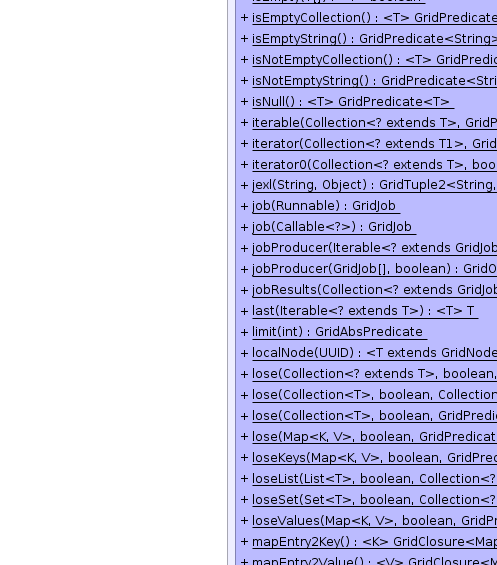 + isEmptyCollection() : <T> GridPredicate
+ isEmptyString() : GridPredicate<String>
+ isNotEmptyCollection() : <T> GridPredic
+ isNotEmptyString() : GridPredicate<Stri
+ isNull() : <T> GridPredicate<T>
+ iterable(Collection<? extends T>, GridP
+ iterator(Collection<? extends T1>, Grid
+ iterator0(Collection<? extends T>, boo
+ jexl(String, Object) : GridTuple2<String,
+ job(Runnable) : GridJob
+ job(Callable<?>) : GridJob
+ jobProducer(Iterable<? extends GridJob
+ jobProducer(GridJob[], boolean) : GridO
+ jobResults(Collection<? extends GridJob
+ last(Iterable<? extends T>) : <T> T
+ limit(int) : GridAbsPredicate
+ localNode(UUID) : <T extends GridNode
+ lose(Collection<? extends T>, boolean,
+ lose(Collection<T>, boolean, Collection
+ lose(Collection<T>, boolean, GridPredi
+ lose(Map<K, V>, boolean, GridPredicat
+ loseKeys(Map<K, V>, boolean, GridPred
+ loseList(List<T>, boolean, Collection<?
+ loseSet(Set<T>, boolean, Collection<?
+ loseValues(Map<K, V>, boolean, GridPr
+ mapEntry2Key() : <K> GridClosure<Map
+ mapEntry2Value() : <V> GridClosure<M